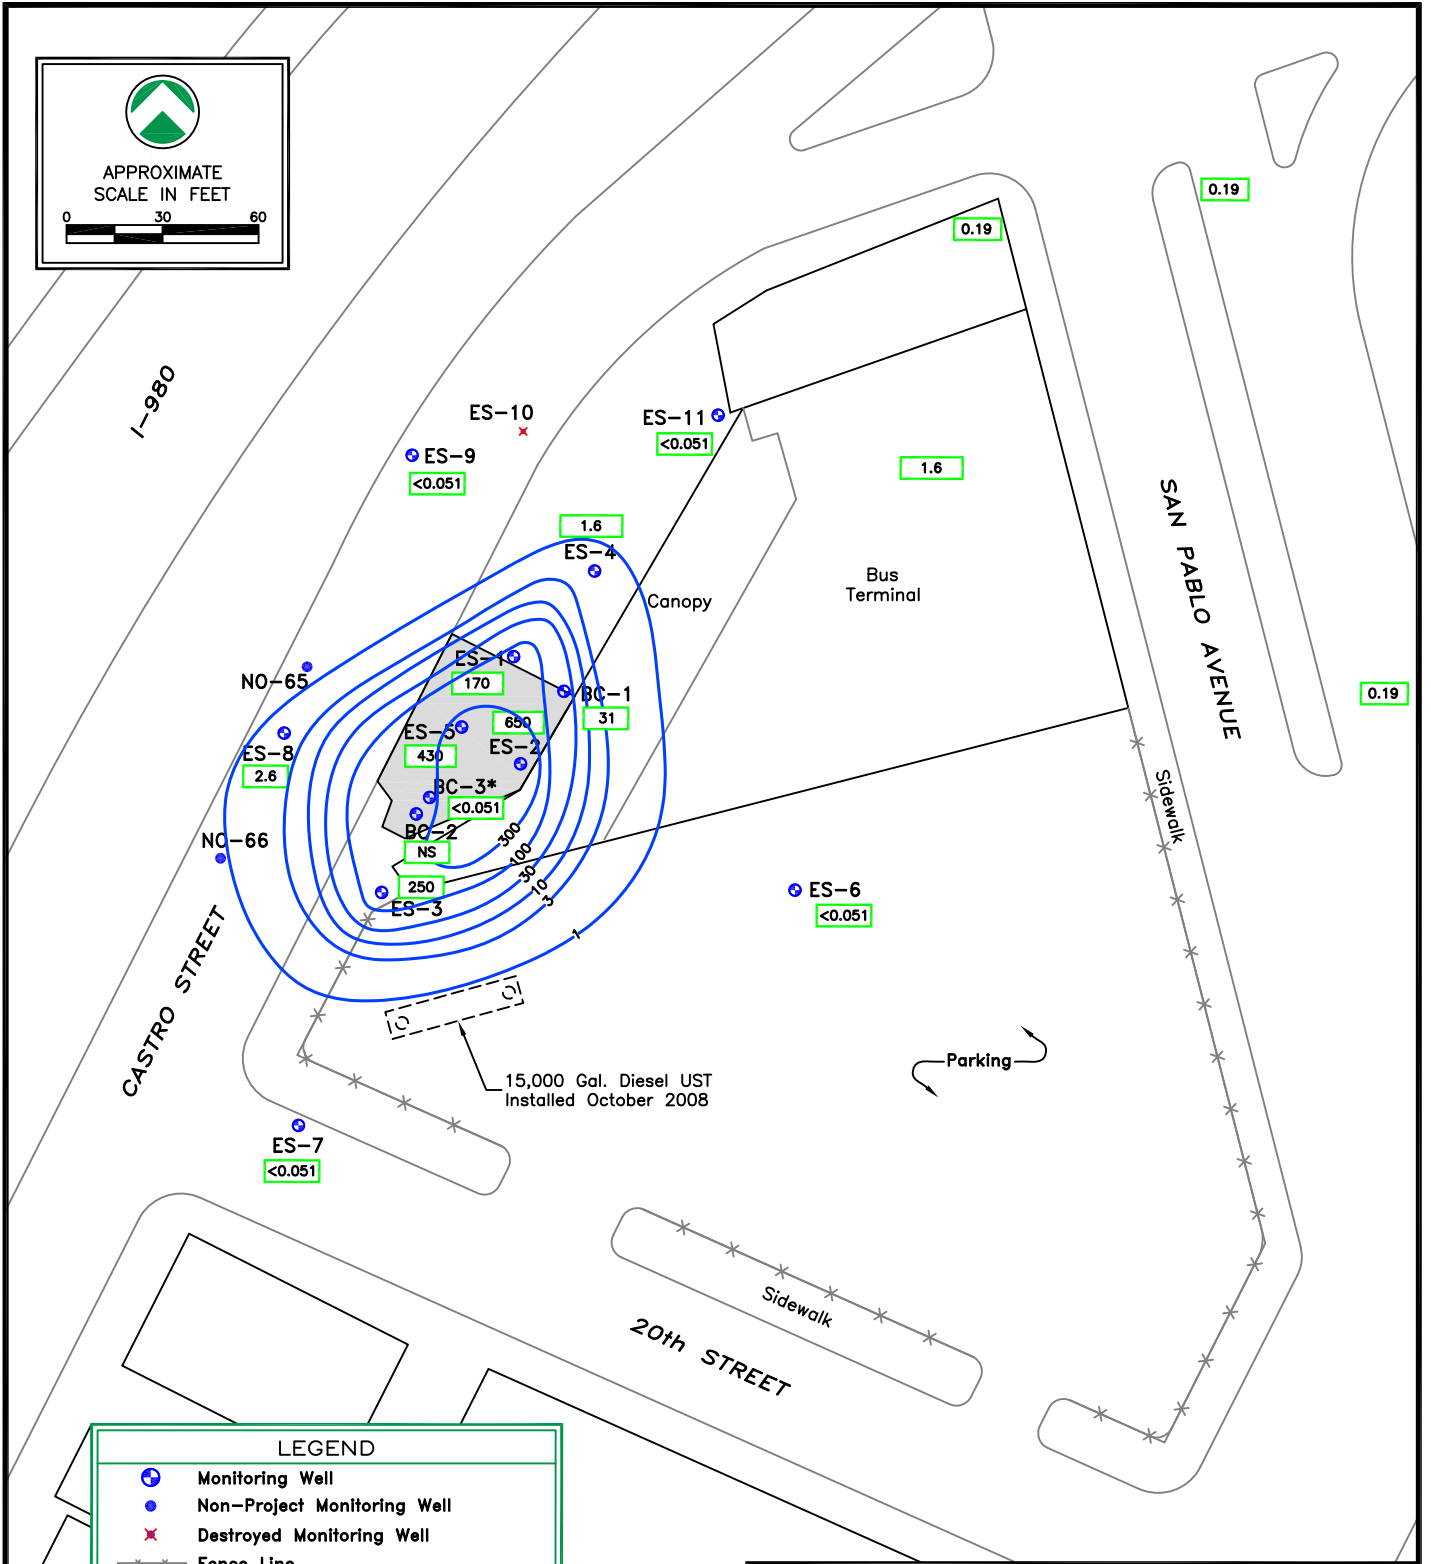 APPROXIMATE
SCALE IN FEET
0 30 60
0.19
0.19
I-980
ES-10
ES-11
<0.051
ES-9
<0.051
1.6
1.6
ES-4
SAN PABLO AVENUE
Bus
Terminal
Canopy
ES-1
170
NO-65
BC-1
31
0.19
650
ES-5
430
ES-2
ES-8
2.6
BC-3*
<0.051
Sidewalk
BC-2
NS
NO-66
250
ES-3
300
100
30
10
3
1
ES-6
<0.051
CASTRO STREET
Parking
15,000 Gal. Diesel UST
Installed October 2008
ES-7
<0.051
Sidewalk
20th STREET
LEGEND
Monitoring Well
Non-Project Monitoring Well
Destroyed Monitoring Well
Fence Line